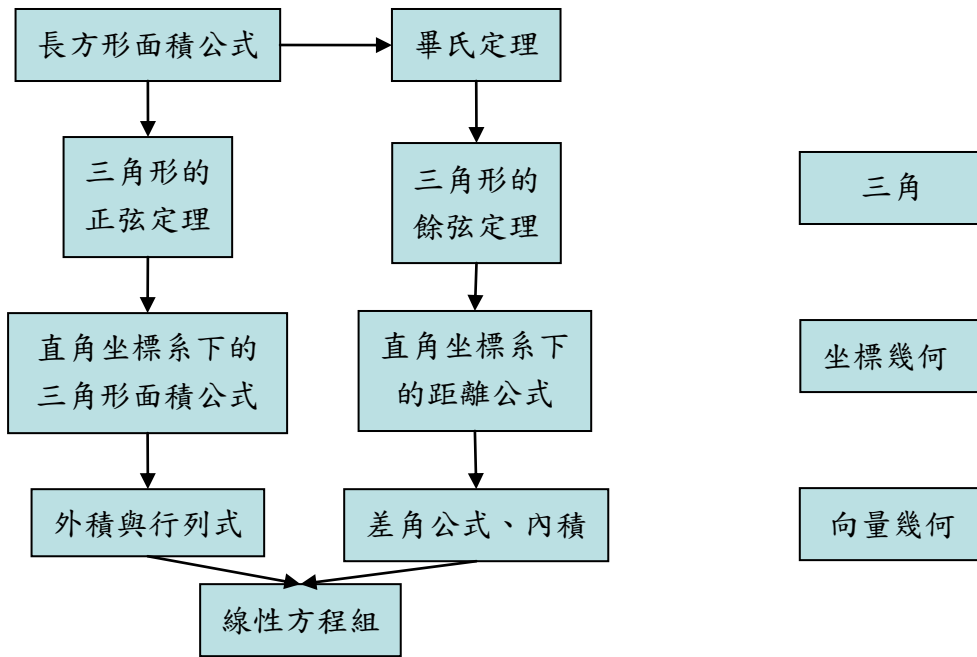 長方形面積公式
畢氏定理
三角形的
正弦定理
三角形的
餘弦定理
三角
直角坐標系下的
三角形面積公式
直角坐標系下
的距離公式
坐標幾何
外積與行列式
差角公式、內積
向量幾何
線性方程組